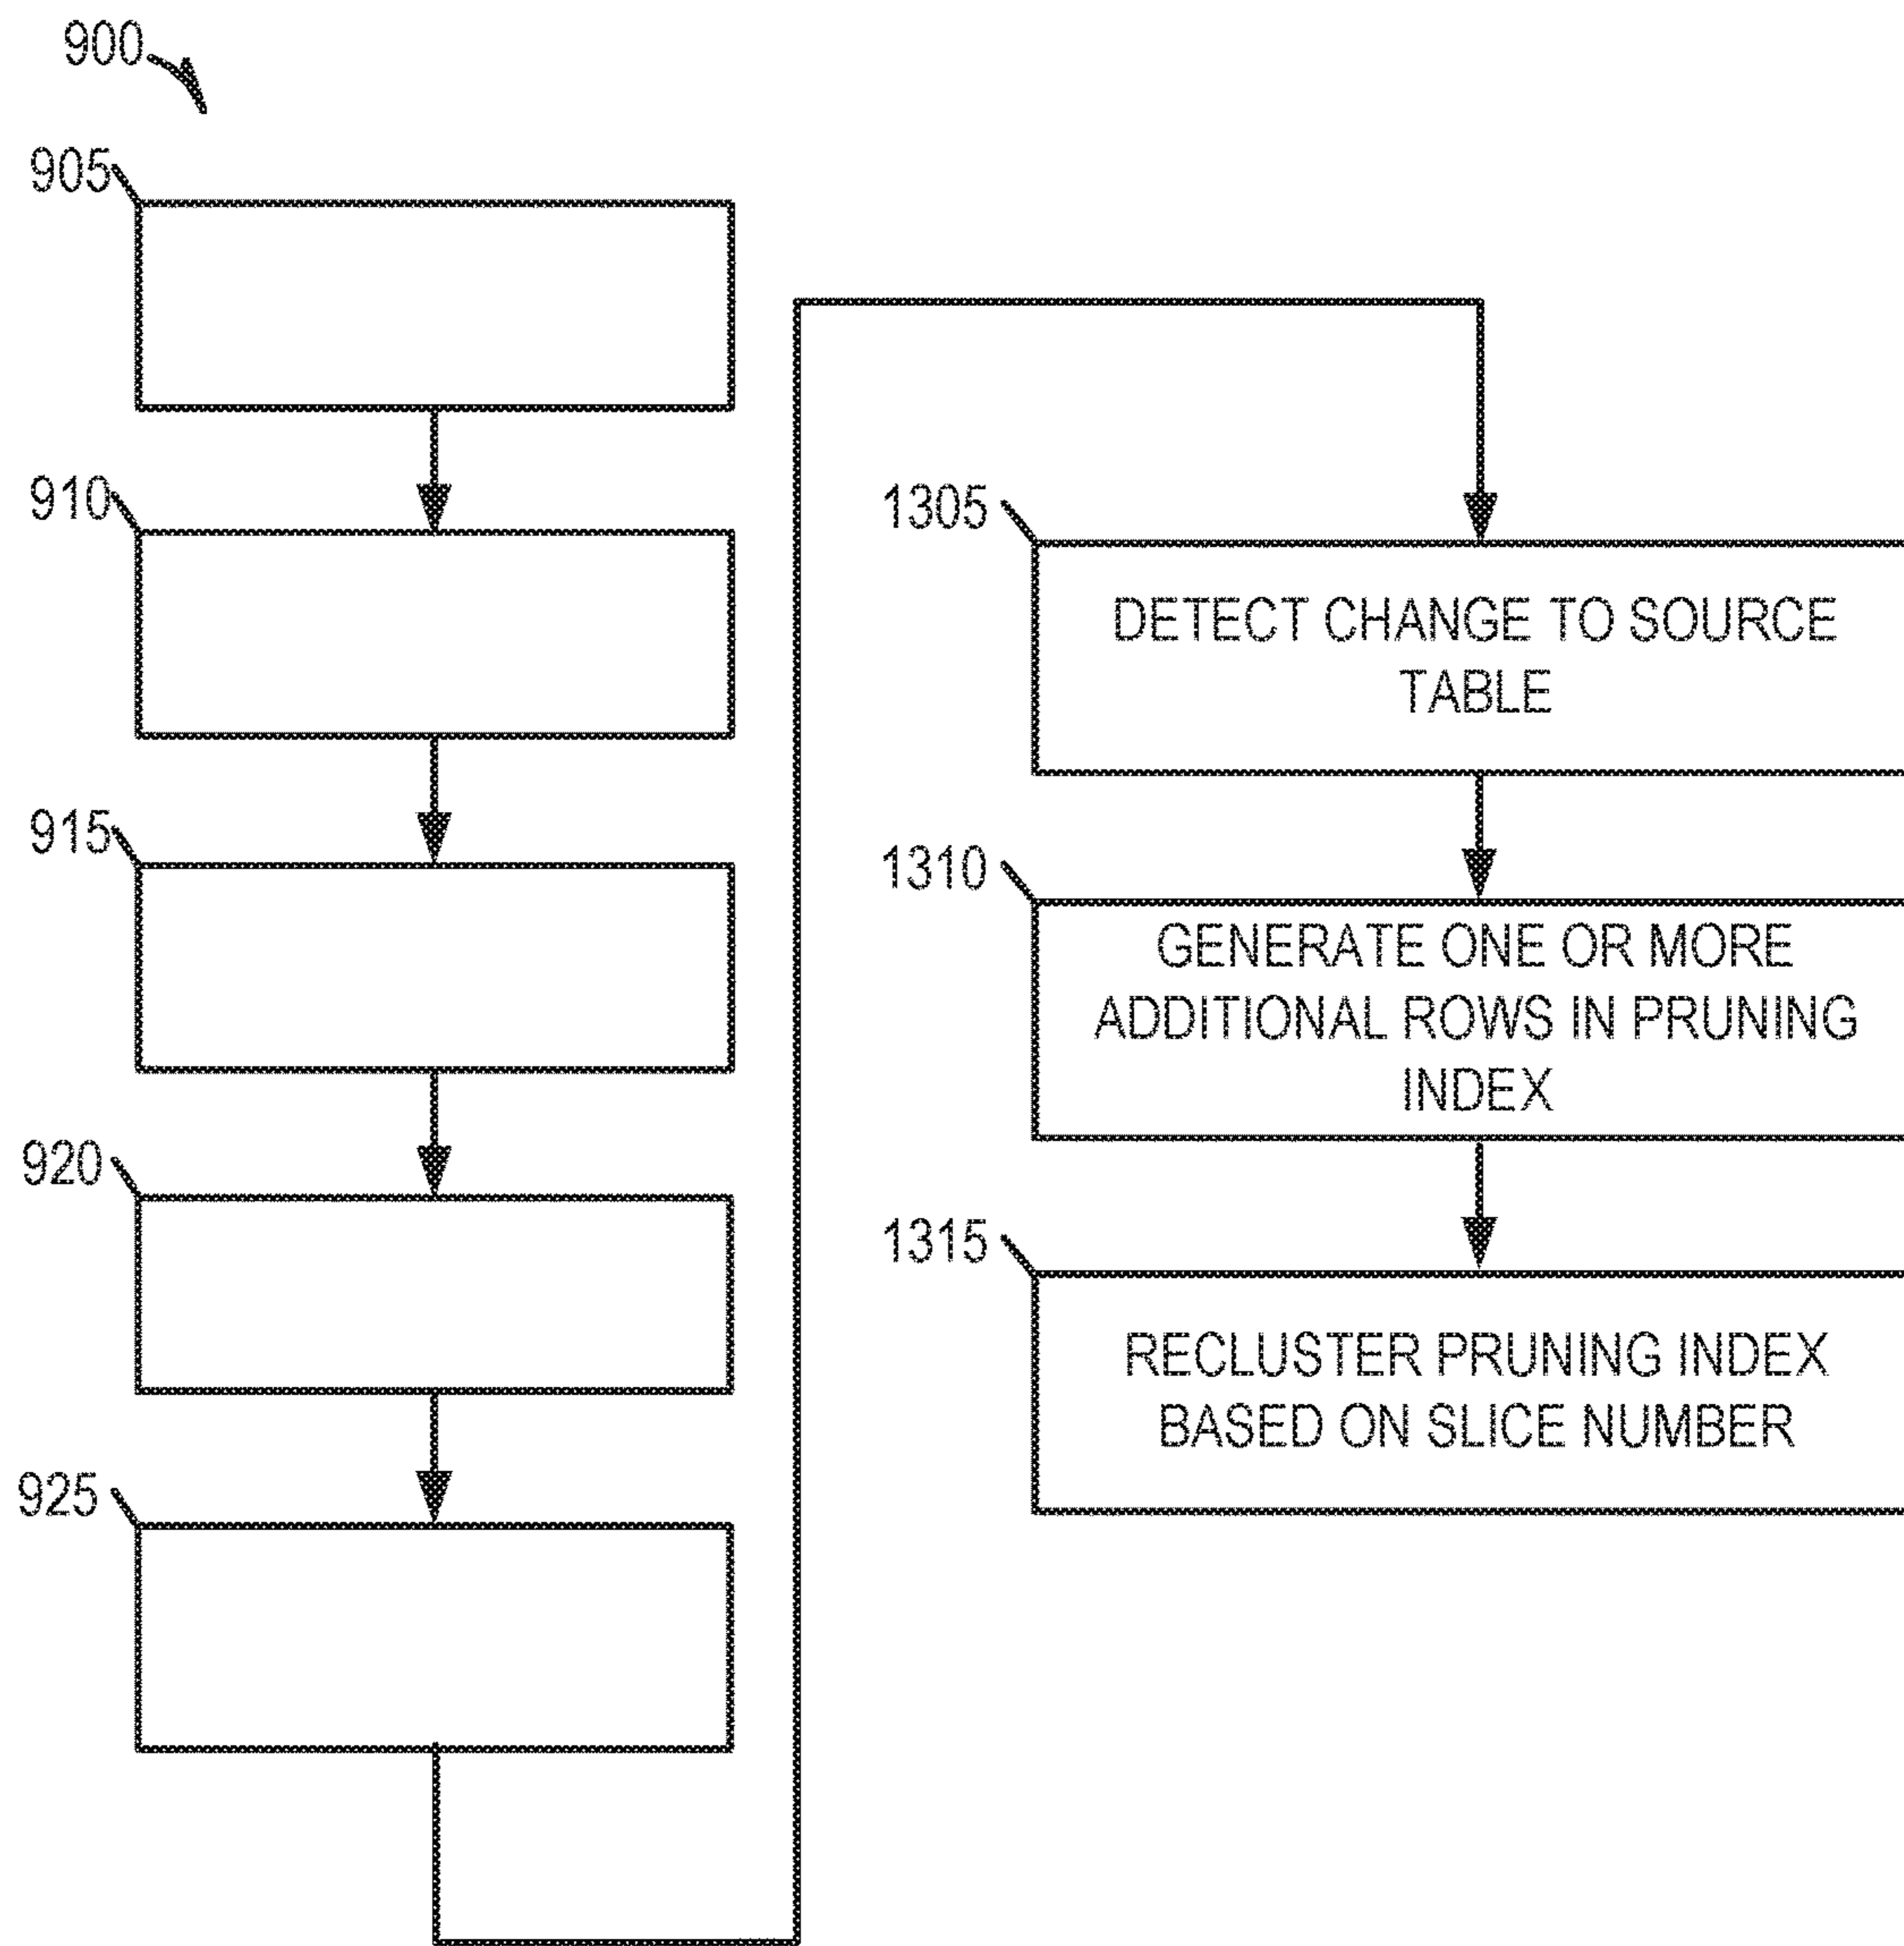 900
905
910
915
920
925
1305
DETECT CHANGE TO SOURCE
TABLE
1310
GENERATE ONE OR MORE
ADDITIONAL ROWS IN PRUNING
INDEX
1315
RECLUSTER PRUNING INDEX
BASED ON SLICE NUMBER